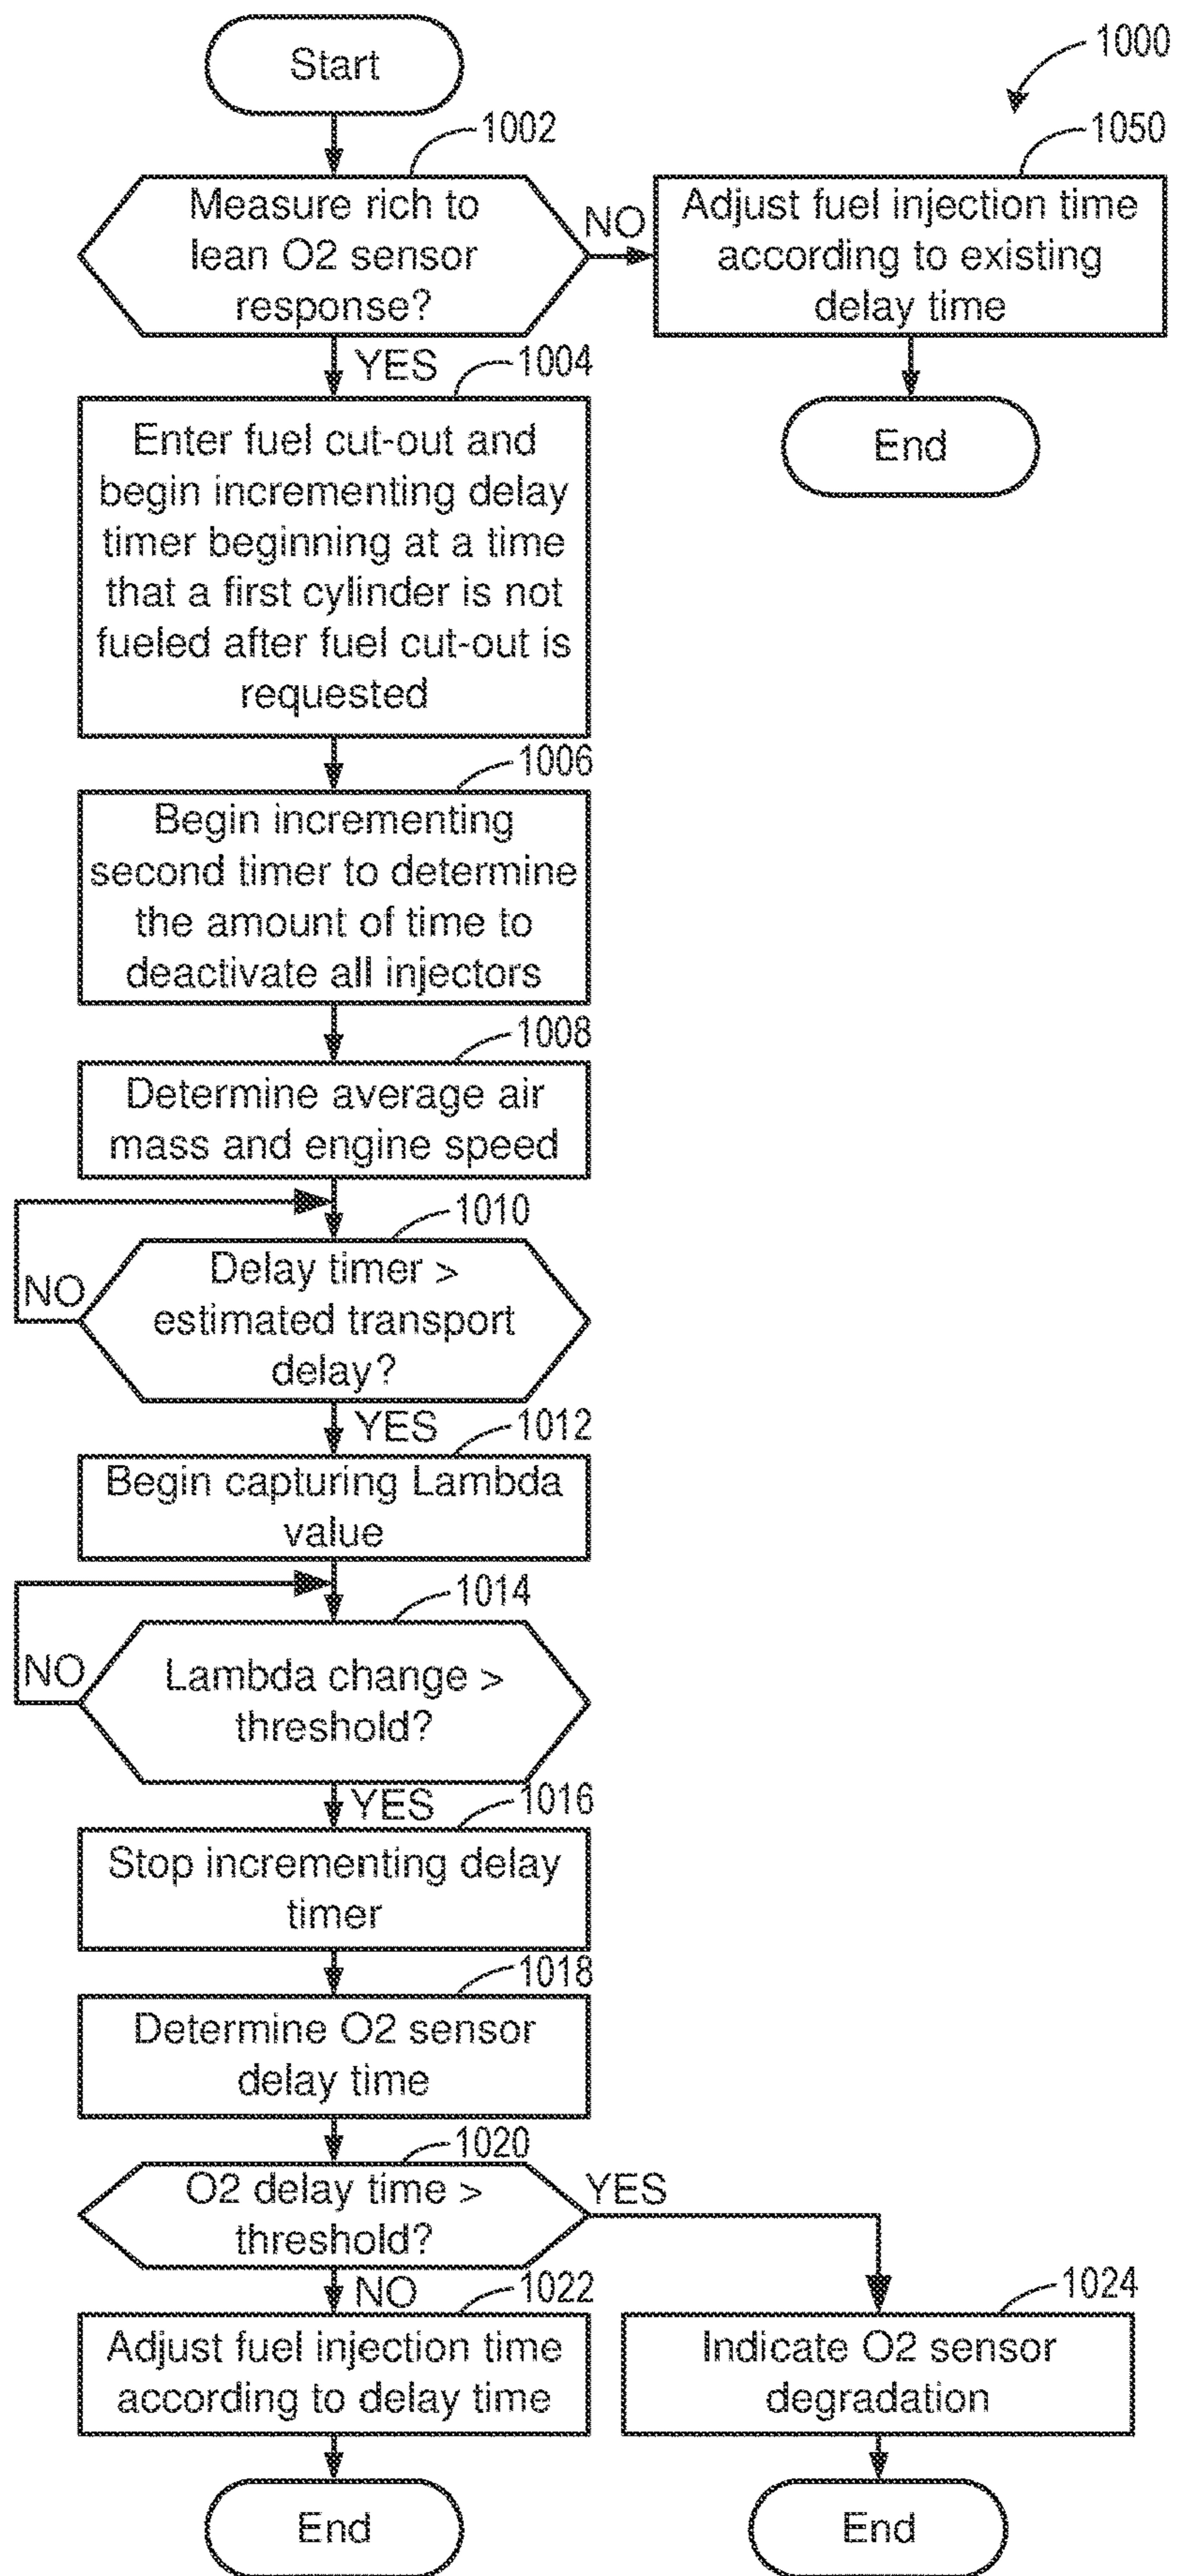 Start
1000
1002
1050
Measure rich to
lean O2 sensor
response?
NO
Adjust fuel injection time
according to existing
delay time
YES
1004
End
Enter fuel cut-out and
begin incrementing delay
timer beginning at a time
that a first cylinder is not
fueled after fuel cut-out is
requested
1006
Begin incrementing
second timer to determine
the amount of time to
deactivate all injectors
1008
Determine average air
mass and engine speed
1010
Delay timer >
estimated transport
delay?
NO
YES
1012
Begin capturing Lambda
value
1014
Lambda change >
threshold?
NO
YES
1016
Stop incrementing delay
timer
1018
Determine O2 sensor
delay time
1020
O2 delay time >
threshold?
YES
NO
1022
1024
Adjust fuel injection time
according to delay time
Indicate O2 sensor
degradation
End
End